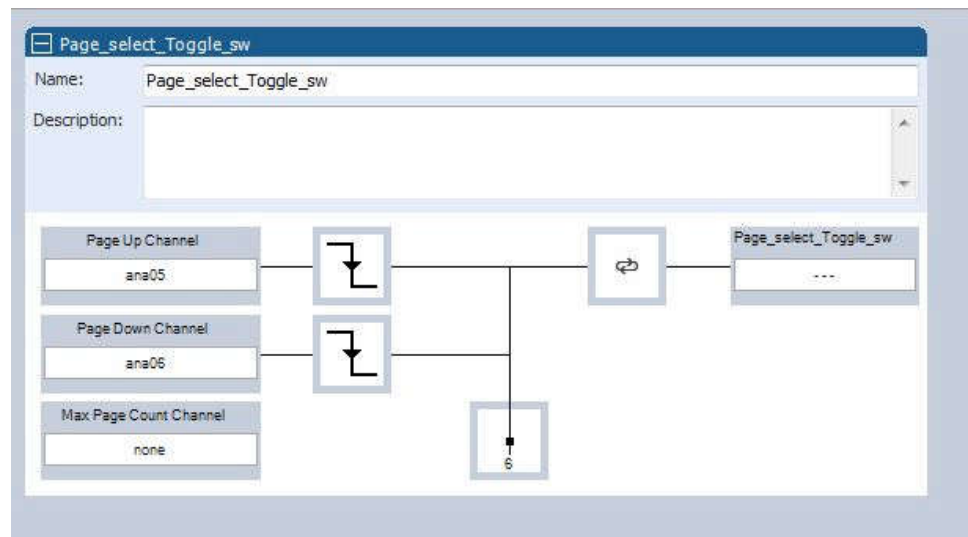 Page_select_Toggle_sw
Name: Page_select_Toggle_sw
Description:
Page Up Channel
ana05
Page_select_Toggle_sw
---
Page Down Channel
ana06
Max Page Count Channel
none
6